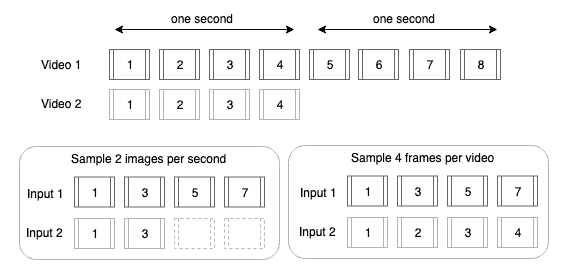 one second one second
Video 1 1 2 3 4 5 6 7 8
Video 2 1 2 3 4
Sample 2 images per second
Input 1 1 3 5 7
Input 2 1 3
Sample 4 frames per video
Input 1 1 3 5 7
Input 2 1 2 3 4